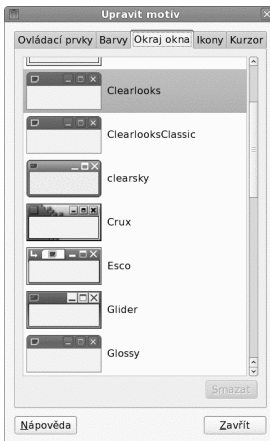 Upravit motiv
Ovládací prvky Barvy Okraj okna Ikony Kurzor
Clearlooks
ClearlooksClassic
clearsky
Crux
Esco
Glider
Glossy
Smazat
Nápověda Zavřít